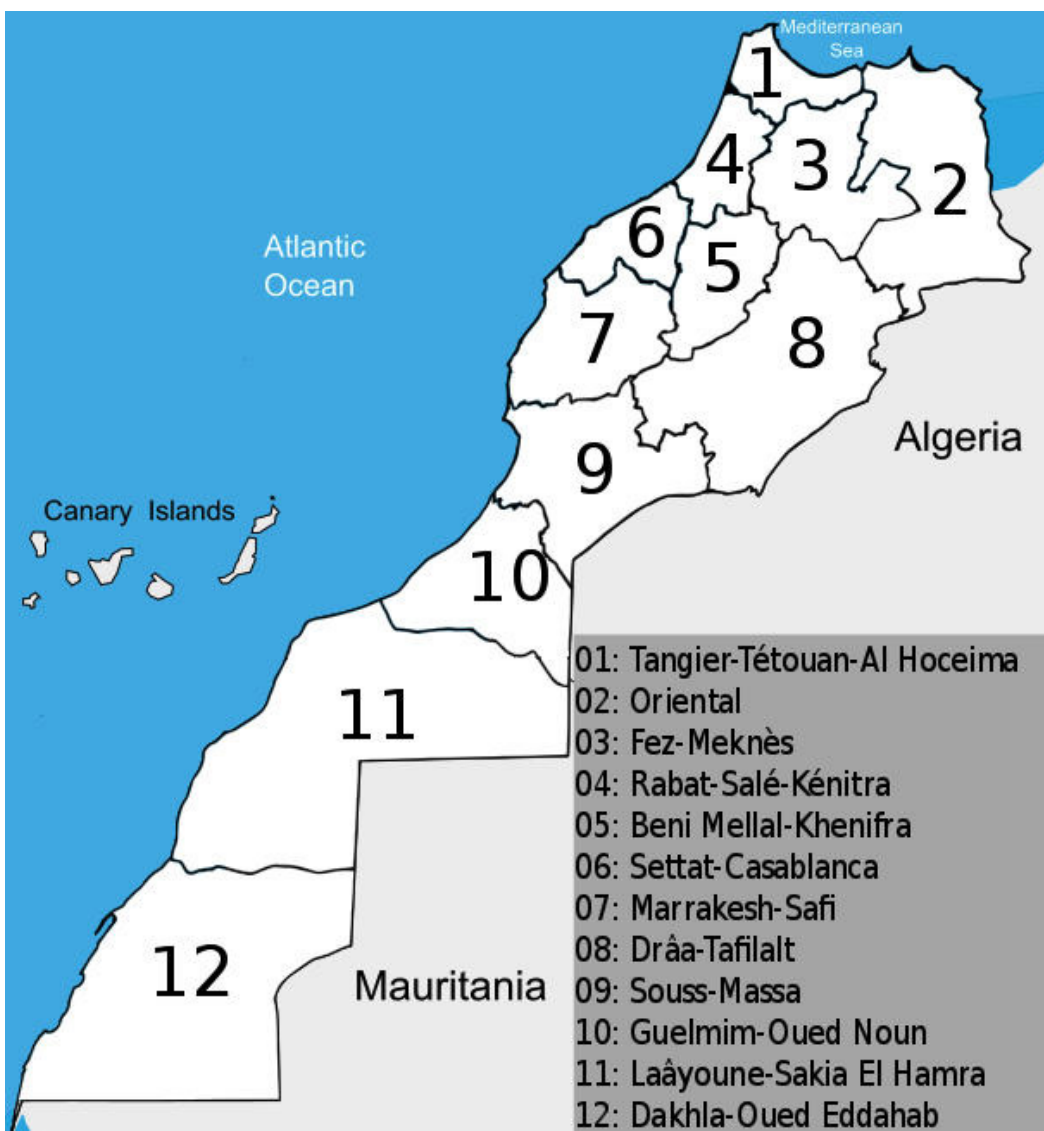 Mediterranean
Sea
1
4
3
2
6
5
Atlantic
Ocean
7
8
Algeria
9
Canary Islands
10
11
12
Mauritania
01: Tangier-Tétouan-Al Hoceima
02: Oriental
03: Fez-Meknès
04: Rabat-Salé-Kénitra
05: Beni Mellal-Khenifra
06: Settat-Casablanca
07: Marrakesh-Safi
08: Drâa-Tafilalt
09: Souss-Massa
10: Guelmim-Oued Noun
11: Laâyoune-Sakia El Hamra
12: Dakhla-Oued Eddahab